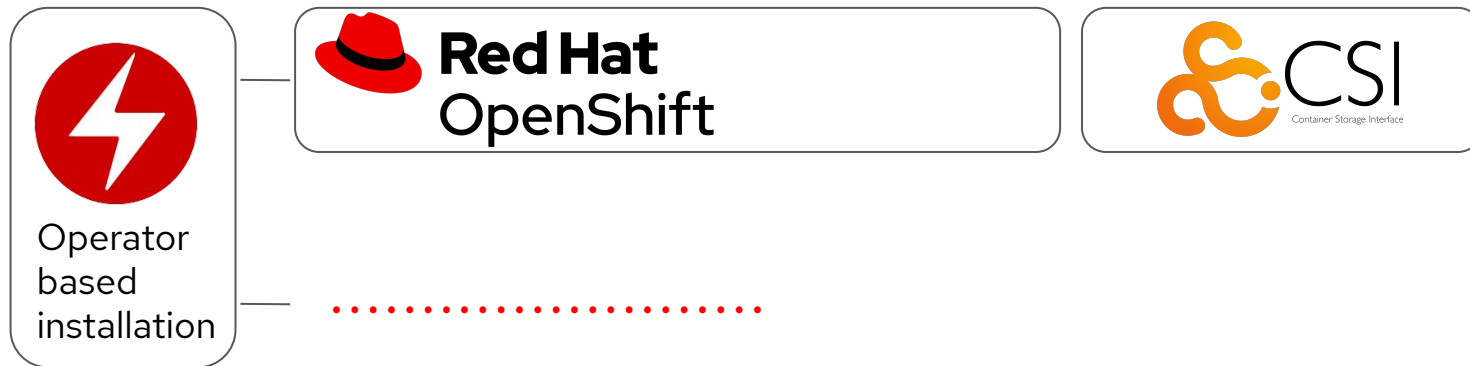 Operator
based
installation
Red Hat
OpenShift
CSI
Container Storage Interface